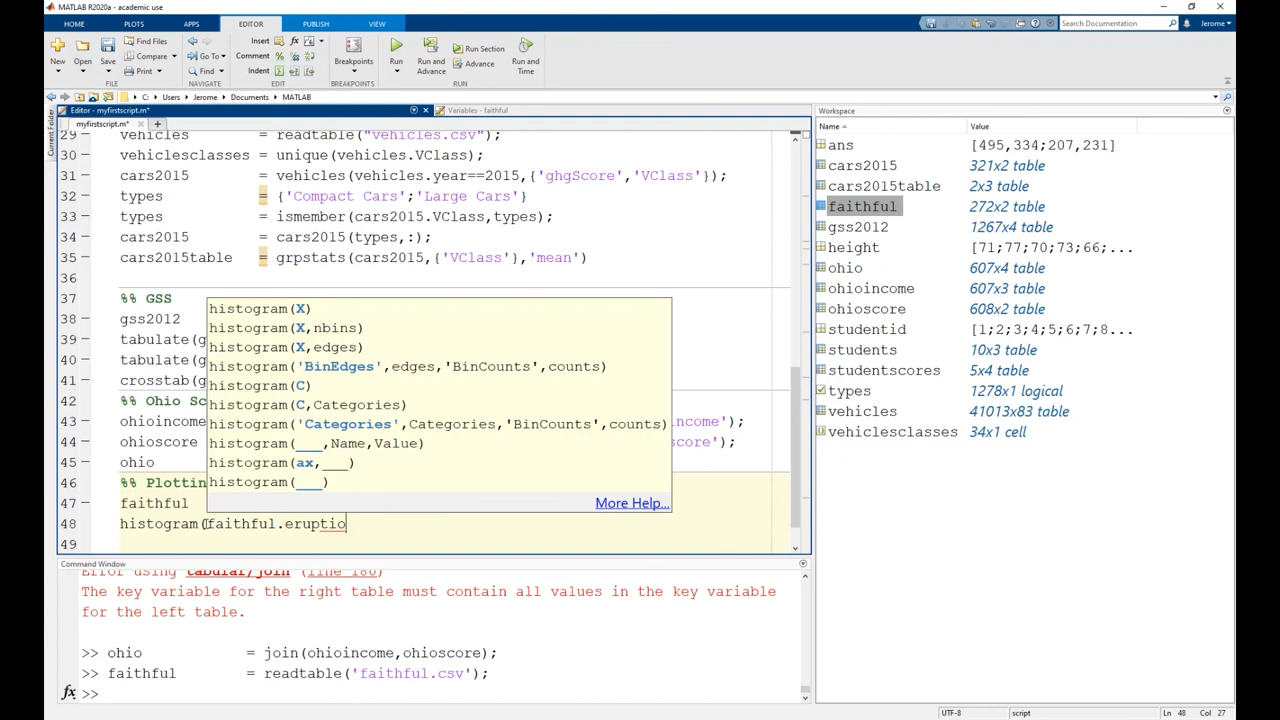 MATLAB R2020a - academic use
HOME PLOTS APPS EDITOR PUBLISH VIEW Search Documentation Jerome
New Open Save Find Files Compare Print Go To Find Insert Comment Indent Breakpoints Run Run and Advance Run Section Advance Run and Time
FILE NAVIGATE EDIT BREAKPOINTS RUN
C: Users Jerome Documents MATLAB
Current Folder
Editor - myfirstscript.m* Variables - faithful
myfirstscript.m*
29 vehicles = readtable("vehicles.csv");
30 vehiclesclasses = unique(vehicles.VClass);
31 cars2015 = vehicles(vehicles.year==2015,{'ghgScore','VClass'});
32 types = {'Compact Cars';'Large Cars'}
33 types = ismember(cars2015.VClass,types);
34 cars2015 = cars2015(types,:);
35 cars2015table = grpstats(cars2015,{'VClass'},'mean')
36
37 %% GSS
38 gss2012
39 tabulate(g
40 tabulate(g
41 crosstab(g
42 %% Ohio Sc
43 ohioincome ncome');
44 ohioscore score');
45 ohio
46 %% Plottin
47 faithful
48 histogram(faithful.eruptio
49
histogram(X)
histogram(X,nbins)
histogram(X,edges)
histogram('BinEdges',edges,'BinCounts',counts)
histogram(C)
histogram(C,Categories)
histogram('Categories',Categories,'BinCounts',counts)
histogram(___,Name,Value)
histogram(ax,___)
histogram(___)
More Help...
Command Window
Error using tabular/join (line 180)
The key variable for the right table must contain all values in the key variable
for the left table.
>> ohio = join(ohioincome,ohioscore);
>> faithful = readtable('faithful.csv');
fx >>
Workspace
Name Value
ans [495,334;207,231]
cars2015 321x2 table
cars2015table 2x3 table
faithful 272x2 table
gss2012 1267x4 table
height [71;77;70;73;66;...
ohio 607x4 table
ohioincome 607x3 table
ohioscore 608x2 table
studentid [1;2;3;4;5;6;7;8...
students 10x3 table
studentscores 5x4 table
types 1278x1 logical
vehicles 41013x83 table
vehiclesclasses 34x1 cell
UTF-8 script Ln 48 Col 27